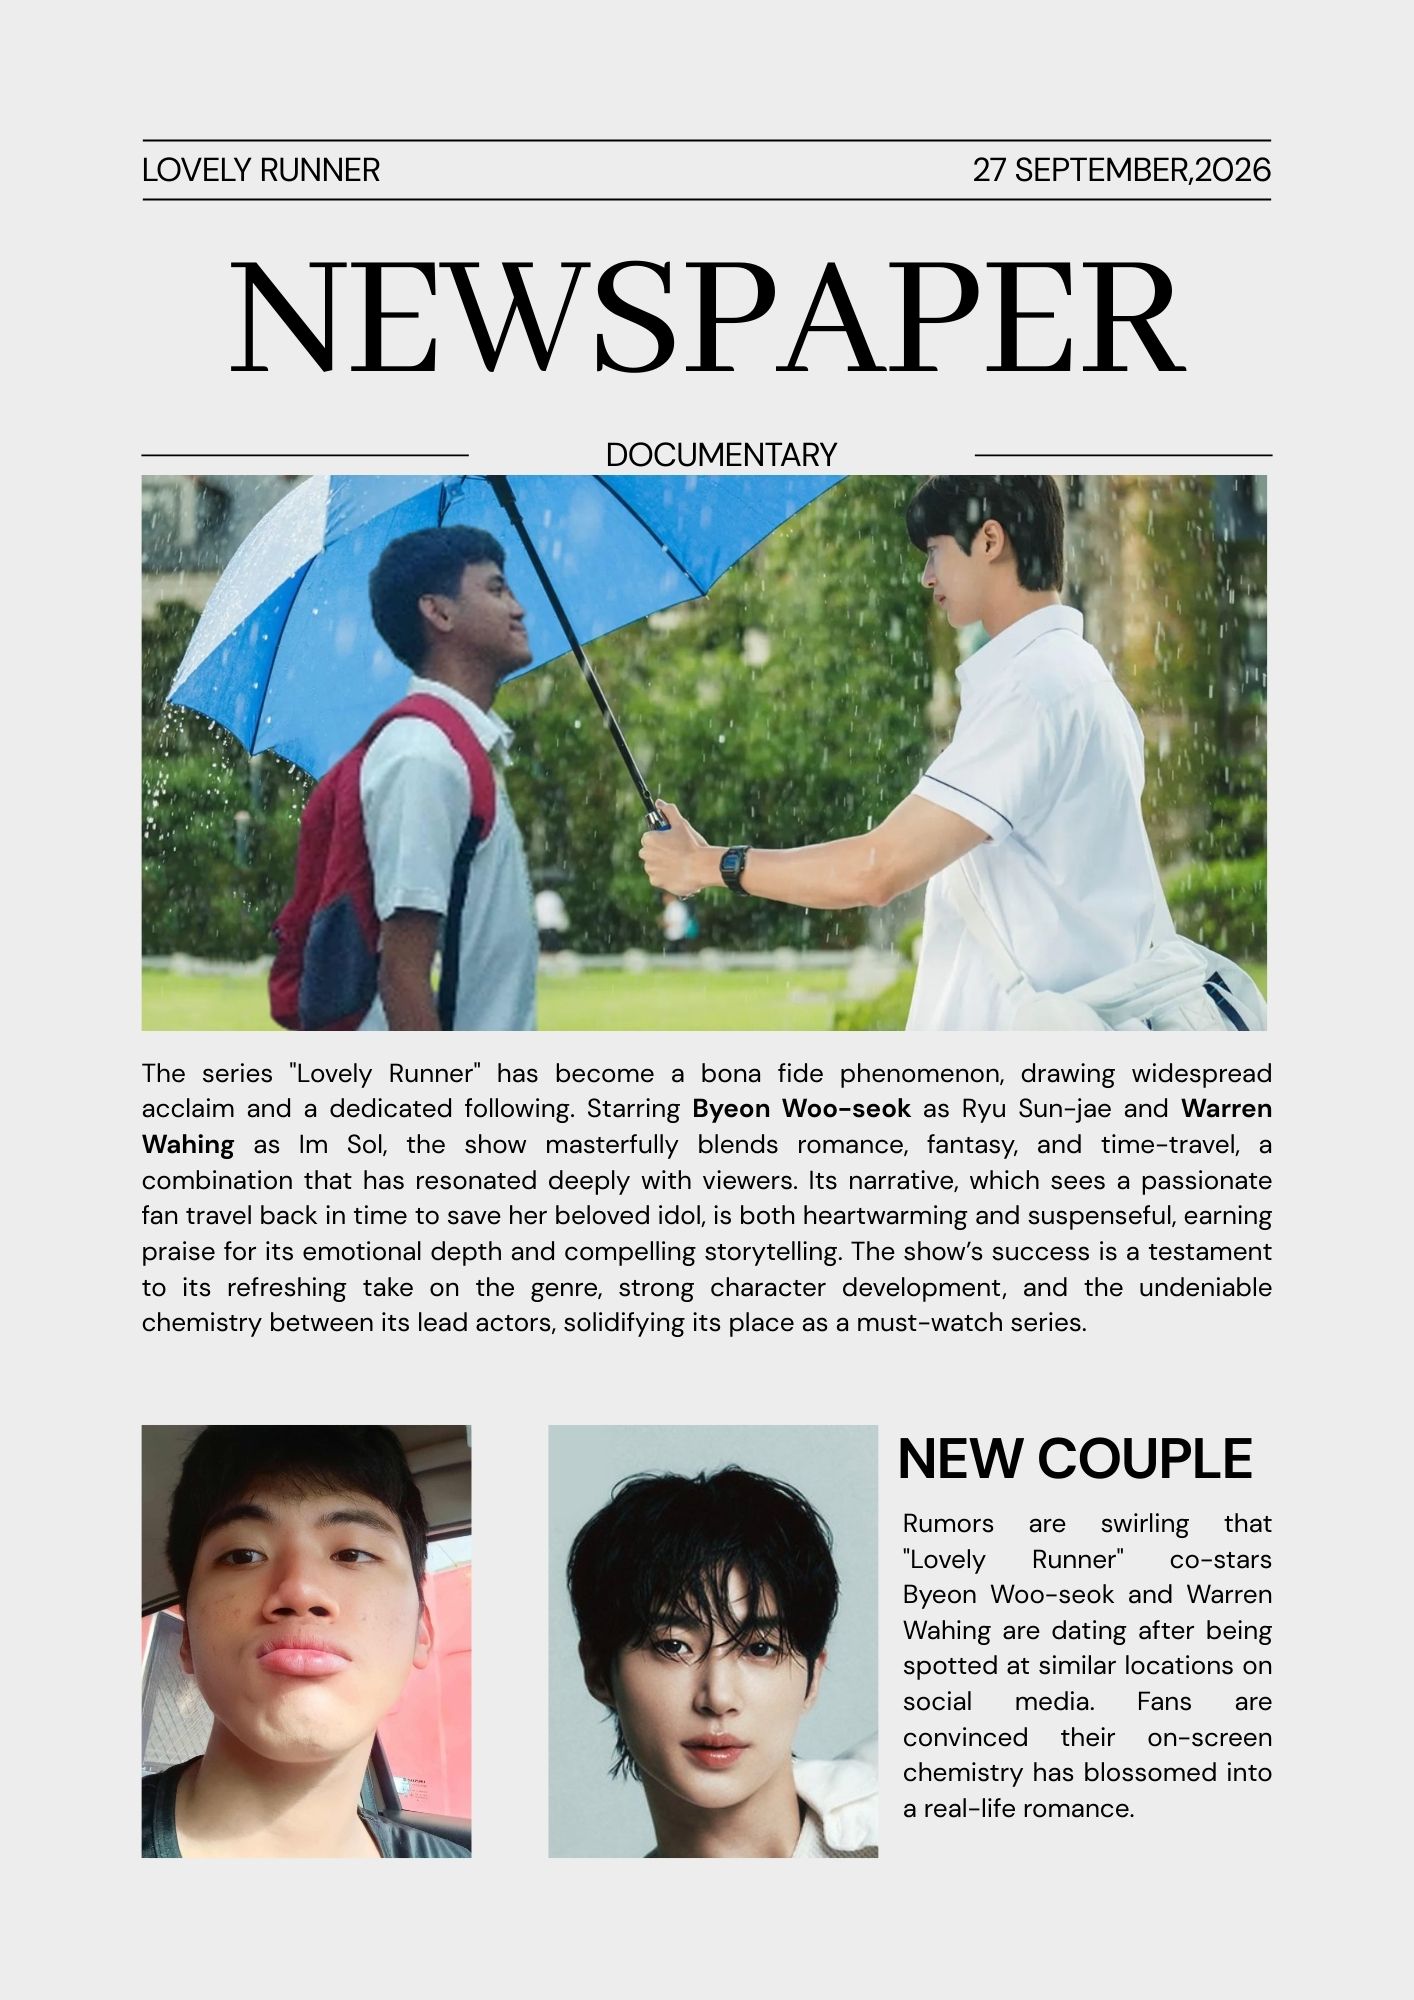 LOVELY RUNNER
27 SEPTEMBER,2026
NEWSPAPER
DOCUMENTARY
The series "Lovely Runner" has become a bona fide phenomenon, drawing widespread
acclaim and a dedicated following. Starring Byeon Woo-seok as Ryu Sun-jae and Warren
Wahing as Im Sol, the show masterfully blends romance, fantasy, and time-travel, a
combination that has resonated deeply with viewers. Its narrative, which sees a passionate
fan travel back in time to save her beloved idol, is both heartwarming and suspenseful, earning
praise for its emotional depth and compelling storytelling. The show’s success is a testament
to its refreshing take on the genre, strong character development, and the undeniable
chemistry between its lead actors, solidifying its place as a must-watch series.
NEW COUPLE
Rumors are swirling that
"Lovely Runner" co-stars
Byeon Woo-seok and Warren
Wahing are dating after being
spotted at similar locations on
social media. Fans are
convinced their on-screen
chemistry has blossomed into
a real-life romance.